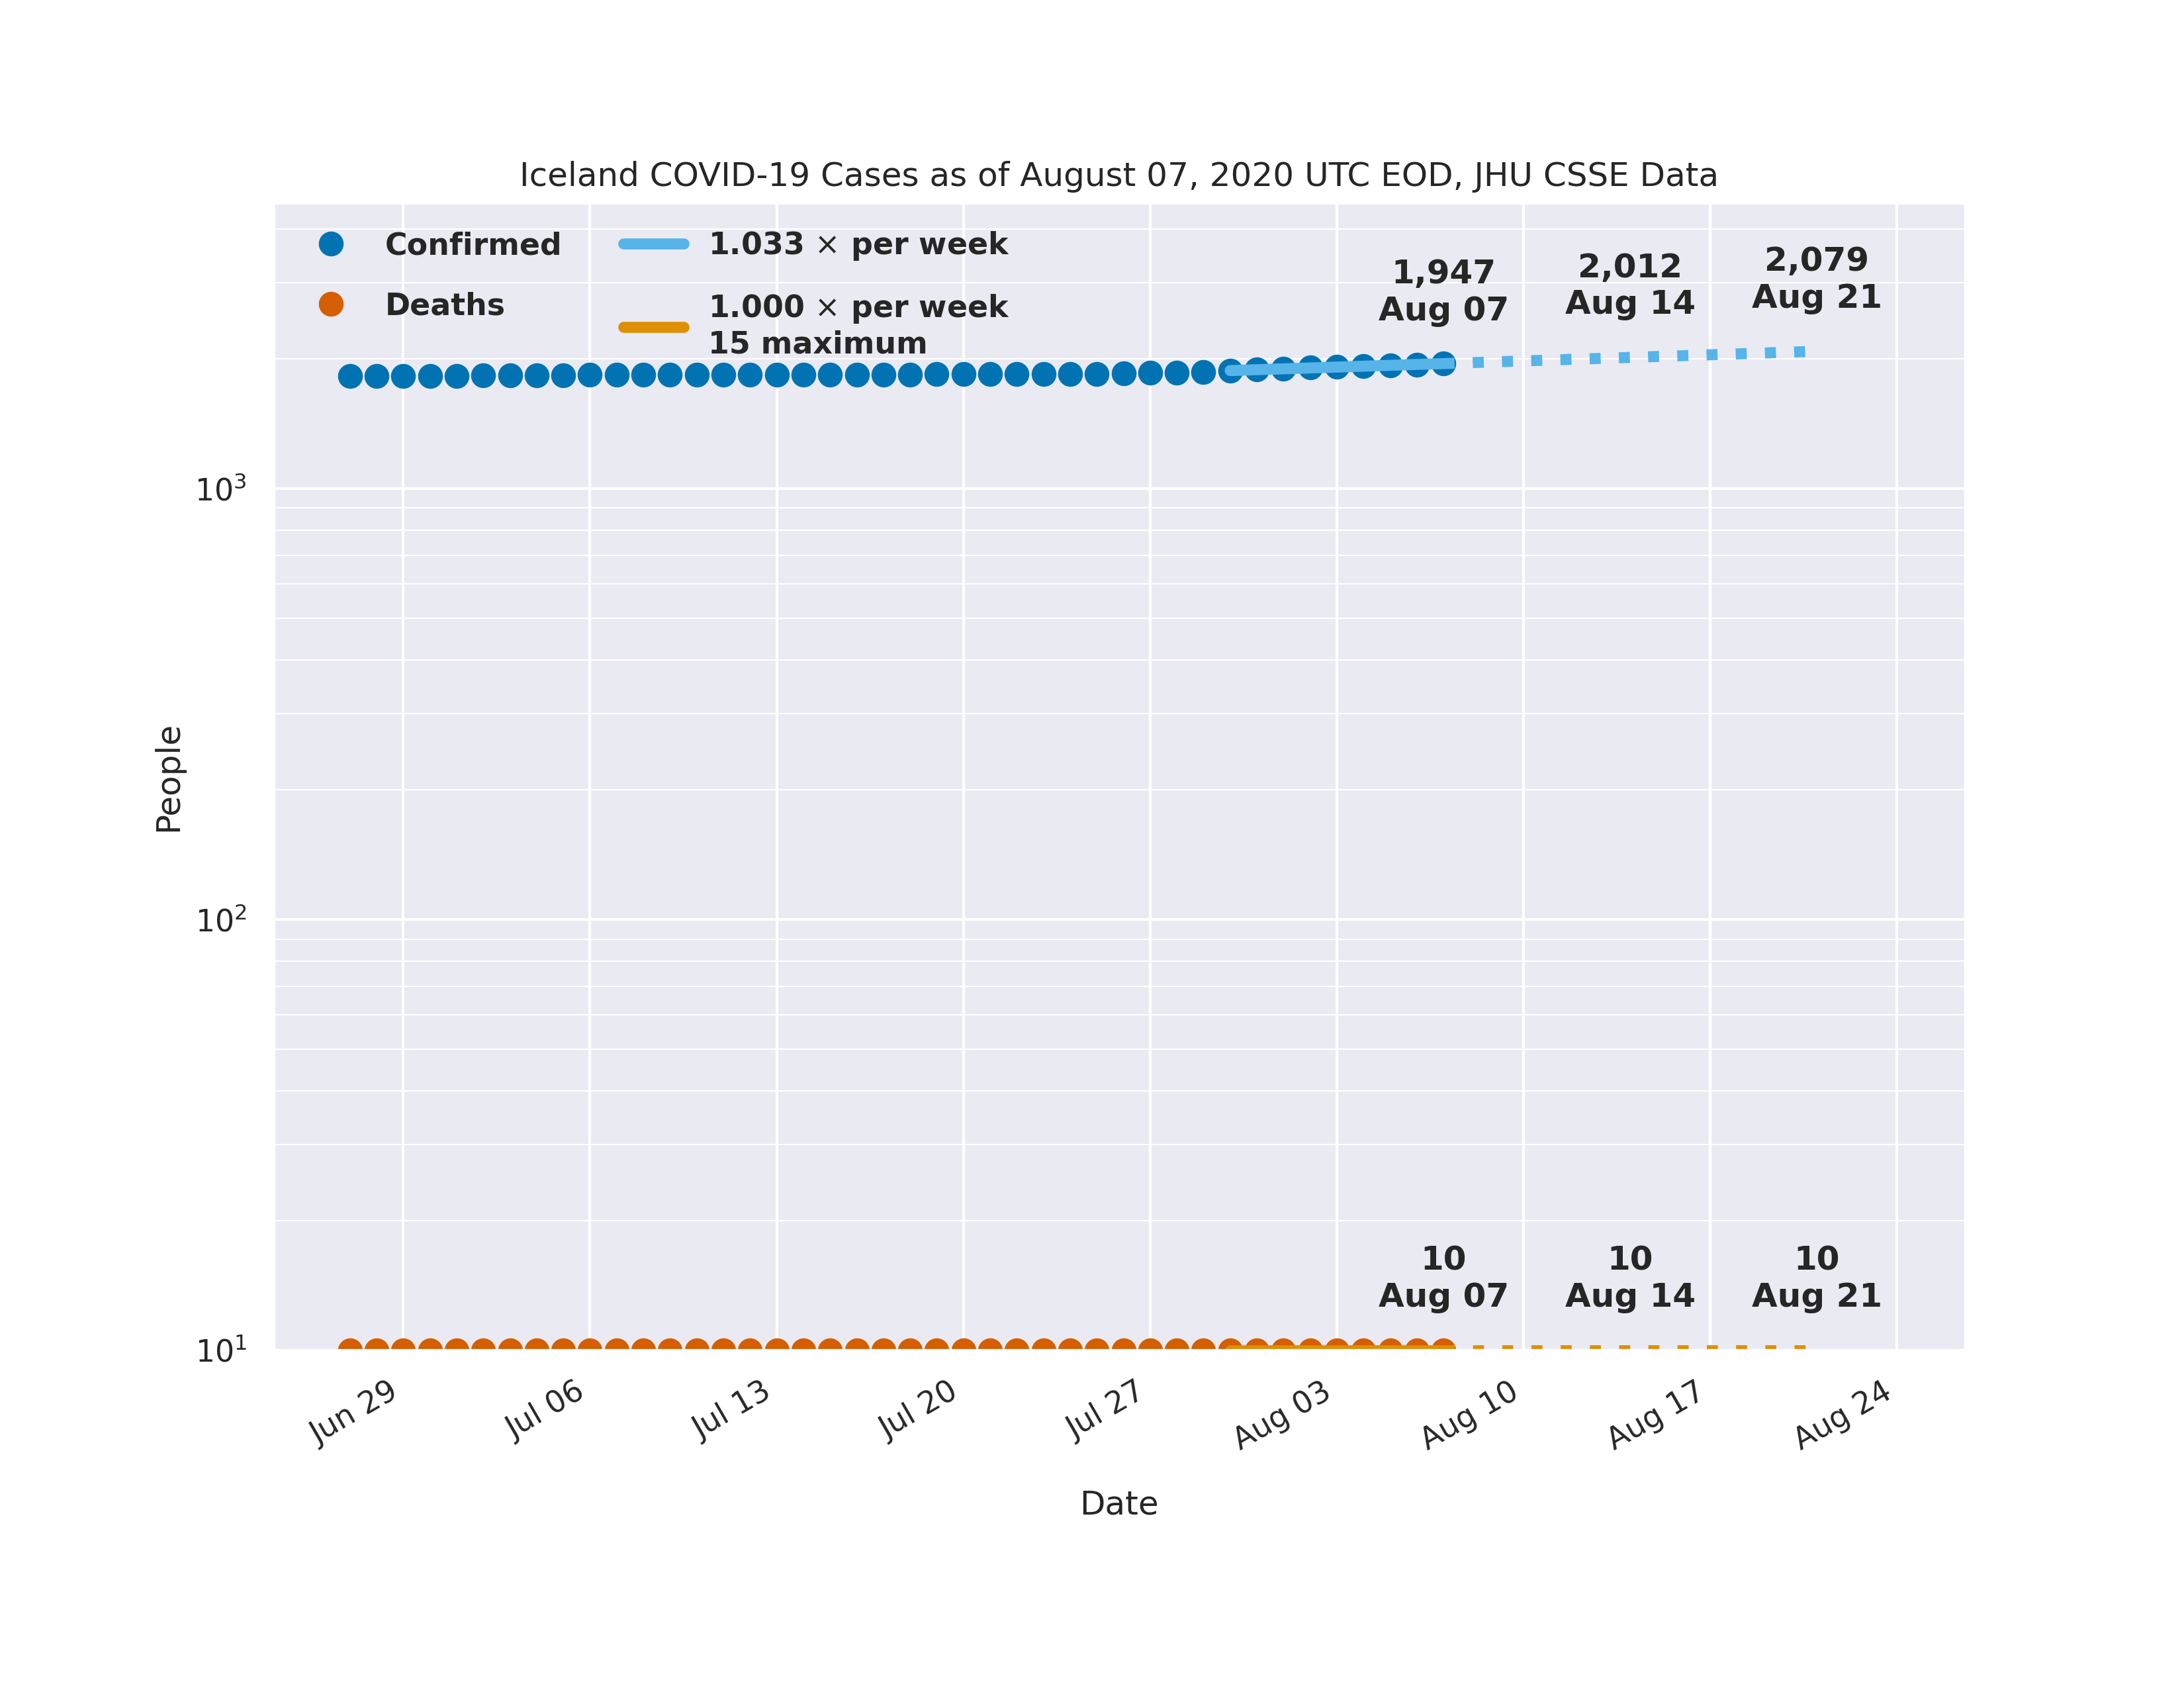 Iceland COVID-19 Cases as of August 07, 2020 UTC EOD, JHU CSSE Data
Confirmed
Deaths
1.033 × per week
1.000 × per week
15 maximum
1,947
Aug 07
2,012
Aug 14
2,079
Aug 21
10³
10²
10¹
People
10
Aug 07
10
Aug 14
10
Aug 21
Jun 29
Jul 06
Jul 13
Jul 20
Jul 27
Aug 03
Aug 10
Aug 17
Aug 24
Date